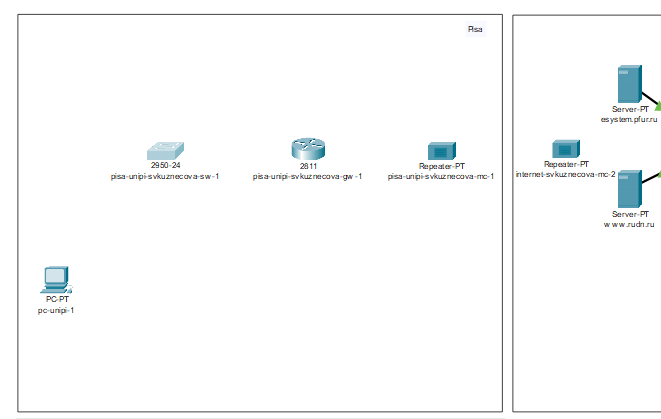 Pisa
Server-PT
esystem.pfur.ru
2950-24
pisa-unipi-svkuznecova-sw-1
2811
pisa-unipi-svkuznecova-gw-1
Repeater-PT
pisa-unipi-svkuznecova-mc-1
Repeater-PT
internet-svkuznecova-mc-2
Server-PT
www.rudn.ru
PC-PT
pc-unipi-1